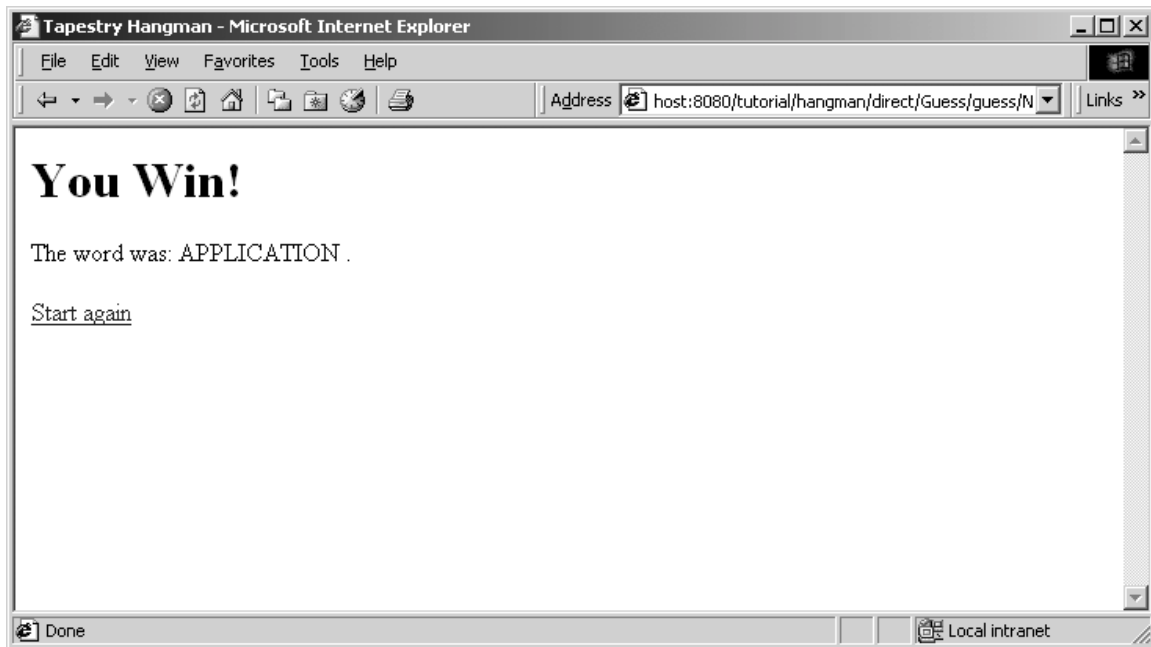 Tapestry Hangman - Microsoft Internet Explorer
File Edit View Favorites Tools Help
Address host:8080/tutorial/hangman/direct/Guess/guess/N Links »
You Win!
The word was: APPLICATION .
Start again
Done Local intranet